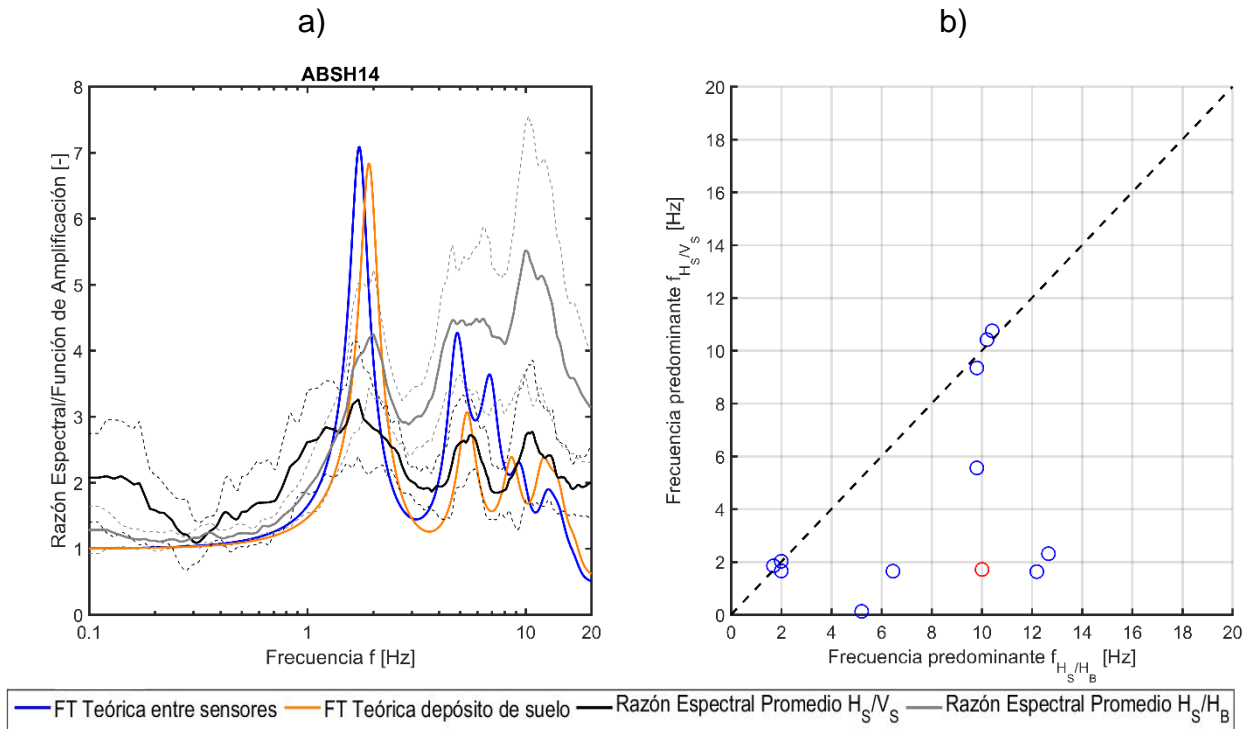 a)
b)
ABSH14
Razón Espectral/Función de Amplificación [-]
8
7
6
5
4
3
2
1
0
0.1
1
10
20
Frecuencia f [Hz]
Frecuencia predominante f_{H_S/V_S} [Hz]
20
18
16
14
12
10
8
6
4
2
0
0 2 4 6 8 10 12 14 16 18 20
Frecuencia predominante f_{H_S/H_B} [Hz]
FT Teórica entre sensores FT Teórica depósito de suelo Razón Espectral Promedio H_S/V_S Razón Espectral Promedio H_S/H_B